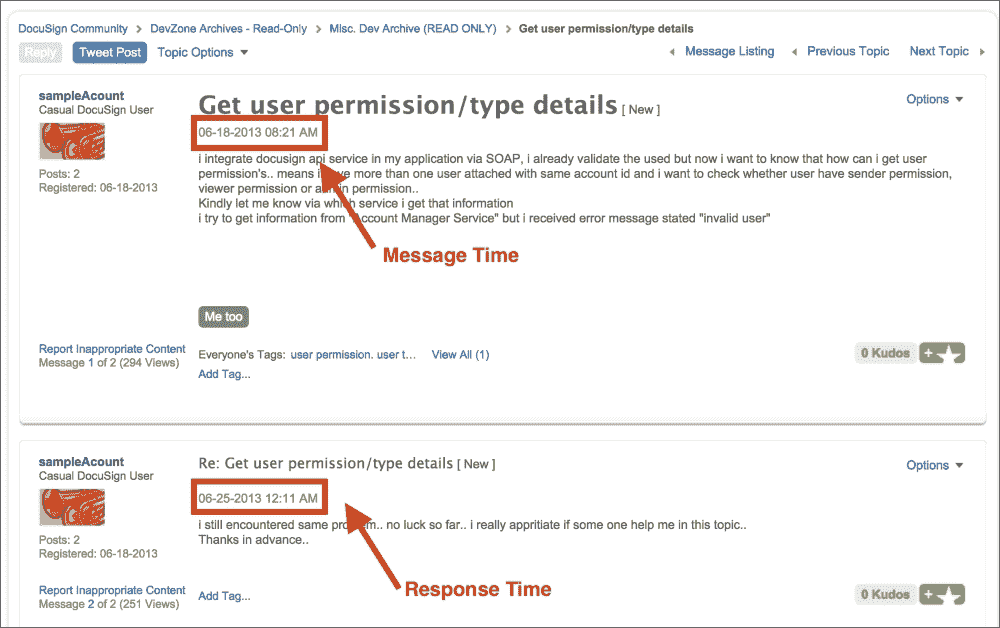 DocuSign Community > DevZone Archives - Read-Only > Misc. Dev Archive (READ ONLY) > Get user permission/type details
Reply Tweet Post Topic Options Message Listing Previous Topic Next Topic
sampleAcount
Casual DocuSign User
Posts: 2
Registered: 06-18-2013
Get user permission/type details [ New ]
Options
06-18-2013 08:21 AM
i integrate docusign api service in my application via SOAP, i already validate the used but now i want to know that how can i get user
permission's.. means i have more than one user attached with same account id and i want to check whether user have sender permission,
viewer permission or admin permission..
Kindly let me know via which service i get that information
i try to get information from "Account Manager Service" but i received error message stated "invalid user"
Message Time
Me too
Report Inappropriate Content
Message 1 of 2 (294 Views)
Everyone's Tags: user permission. user t... View All (1)
Add Tag...
0 Kudos +
sampleAcount
Casual DocuSign User
Posts: 2
Registered: 06-18-2013
Re: Get user permission/type details [ New ]
Options
06-25-2013 12:11 AM
i still encountered same problem.. no luck so far.. i really appritiate if some one help me in this topic..
Thanks in advance..
Response Time
Report Inappropriate Content
Message 2 of 2 (251 Views)
Add Tag...
0 Kudos +